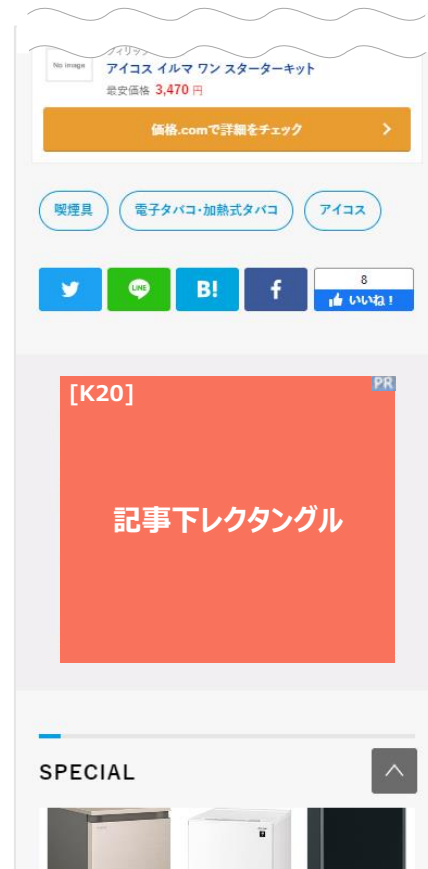 No image
アイコス イルマ ワン スターターキット
最安価格 3,470 円
価格.comで詳細をチェック
喫煙具
電子タバコ・加熱式タバコ
アイコス
LINE
B!
f
8
いいね!
[K20]
PR
記事下レクタングル
SPECIAL